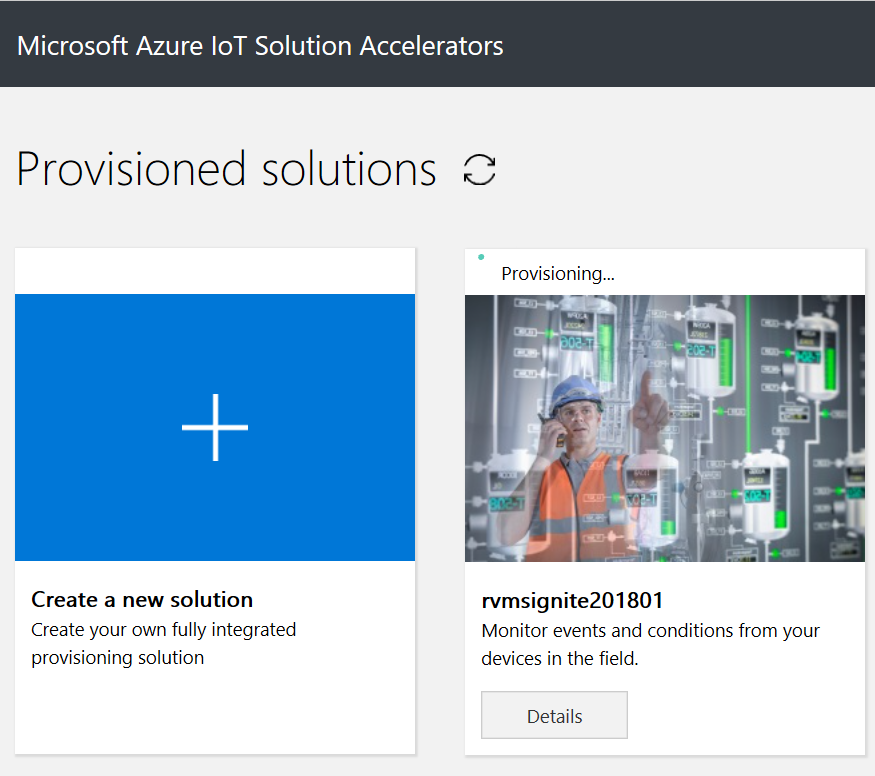 Microsoft Azure IoT Solution Accelerators
Provisioned solutions
Create a new solution
Create your own fully integrated
provisioning solution
Provisioning...
rvmsignite201801
Monitor events and conditions from your
devices in the field.
Details